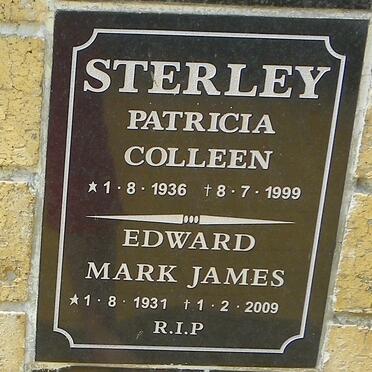 STERLEY
PATRICIA
COLLEEN
★1·8·1936 †8·7·1999
EDWARD
MARK JAMES
★1·8·1931 †1·2·2009
R.I.P